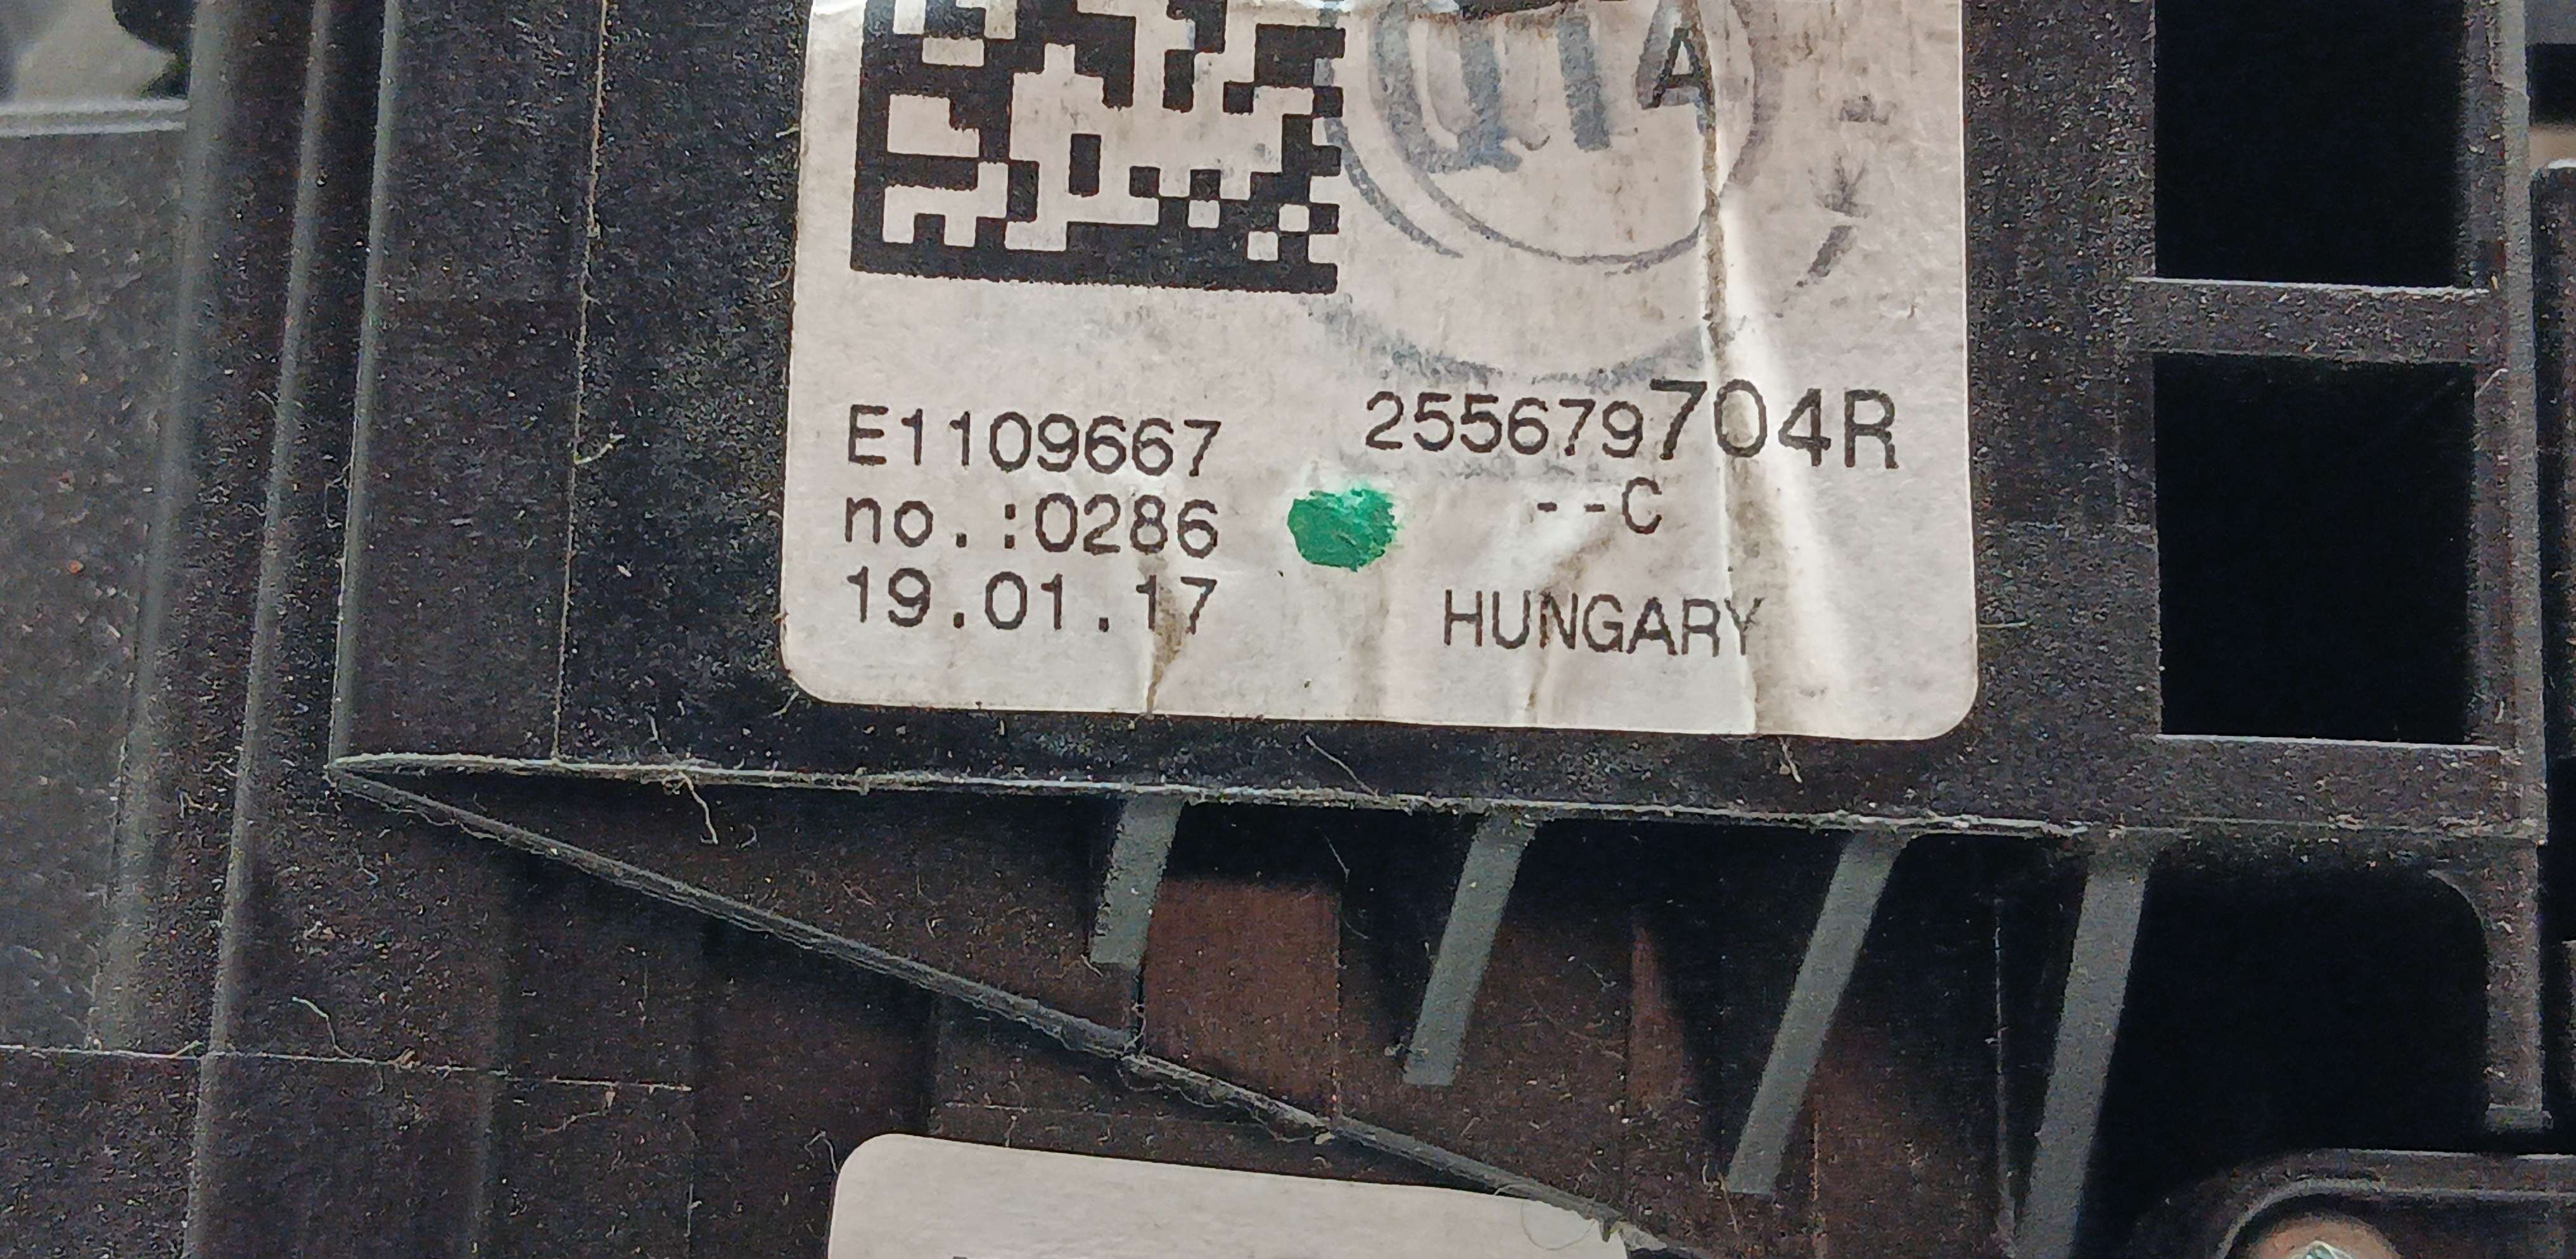 A
E1109667 255679704R
no.:0286 --C
19.01.17 HUNGARY